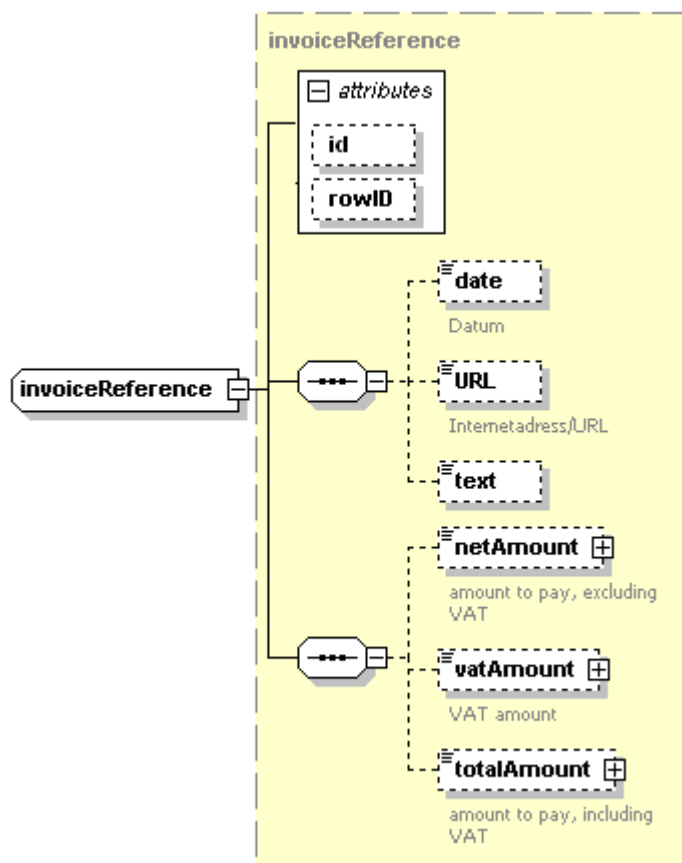 invoiceReference
attributes
id
rowID
date
Datum
invoiceReference
URL
Internetadress/URL
text
netAmount
amount to pay, excluding
VAT
vatAmount
VAT amount
totalAmount
amount to pay, including
VAT